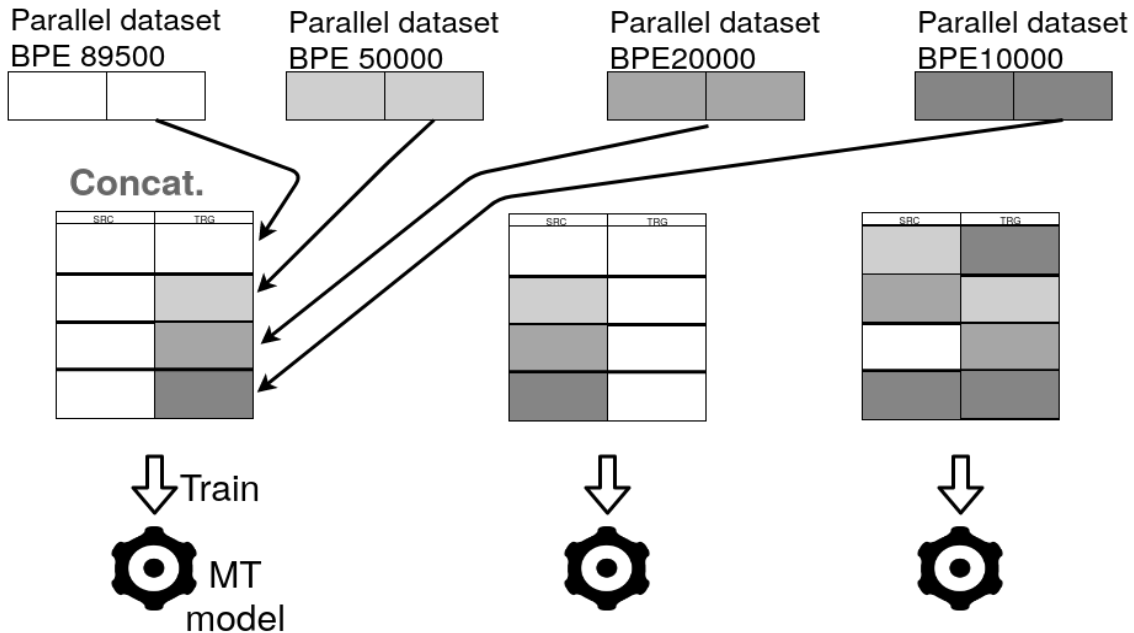 Parallel dataset
BPE 89500
Parallel dataset
BPE 50000
Parallel dataset
BPE20000
Parallel dataset
BPE10000
Concat.
SRC TRG
SRC TRG
SRC TRG
Train
MT
model